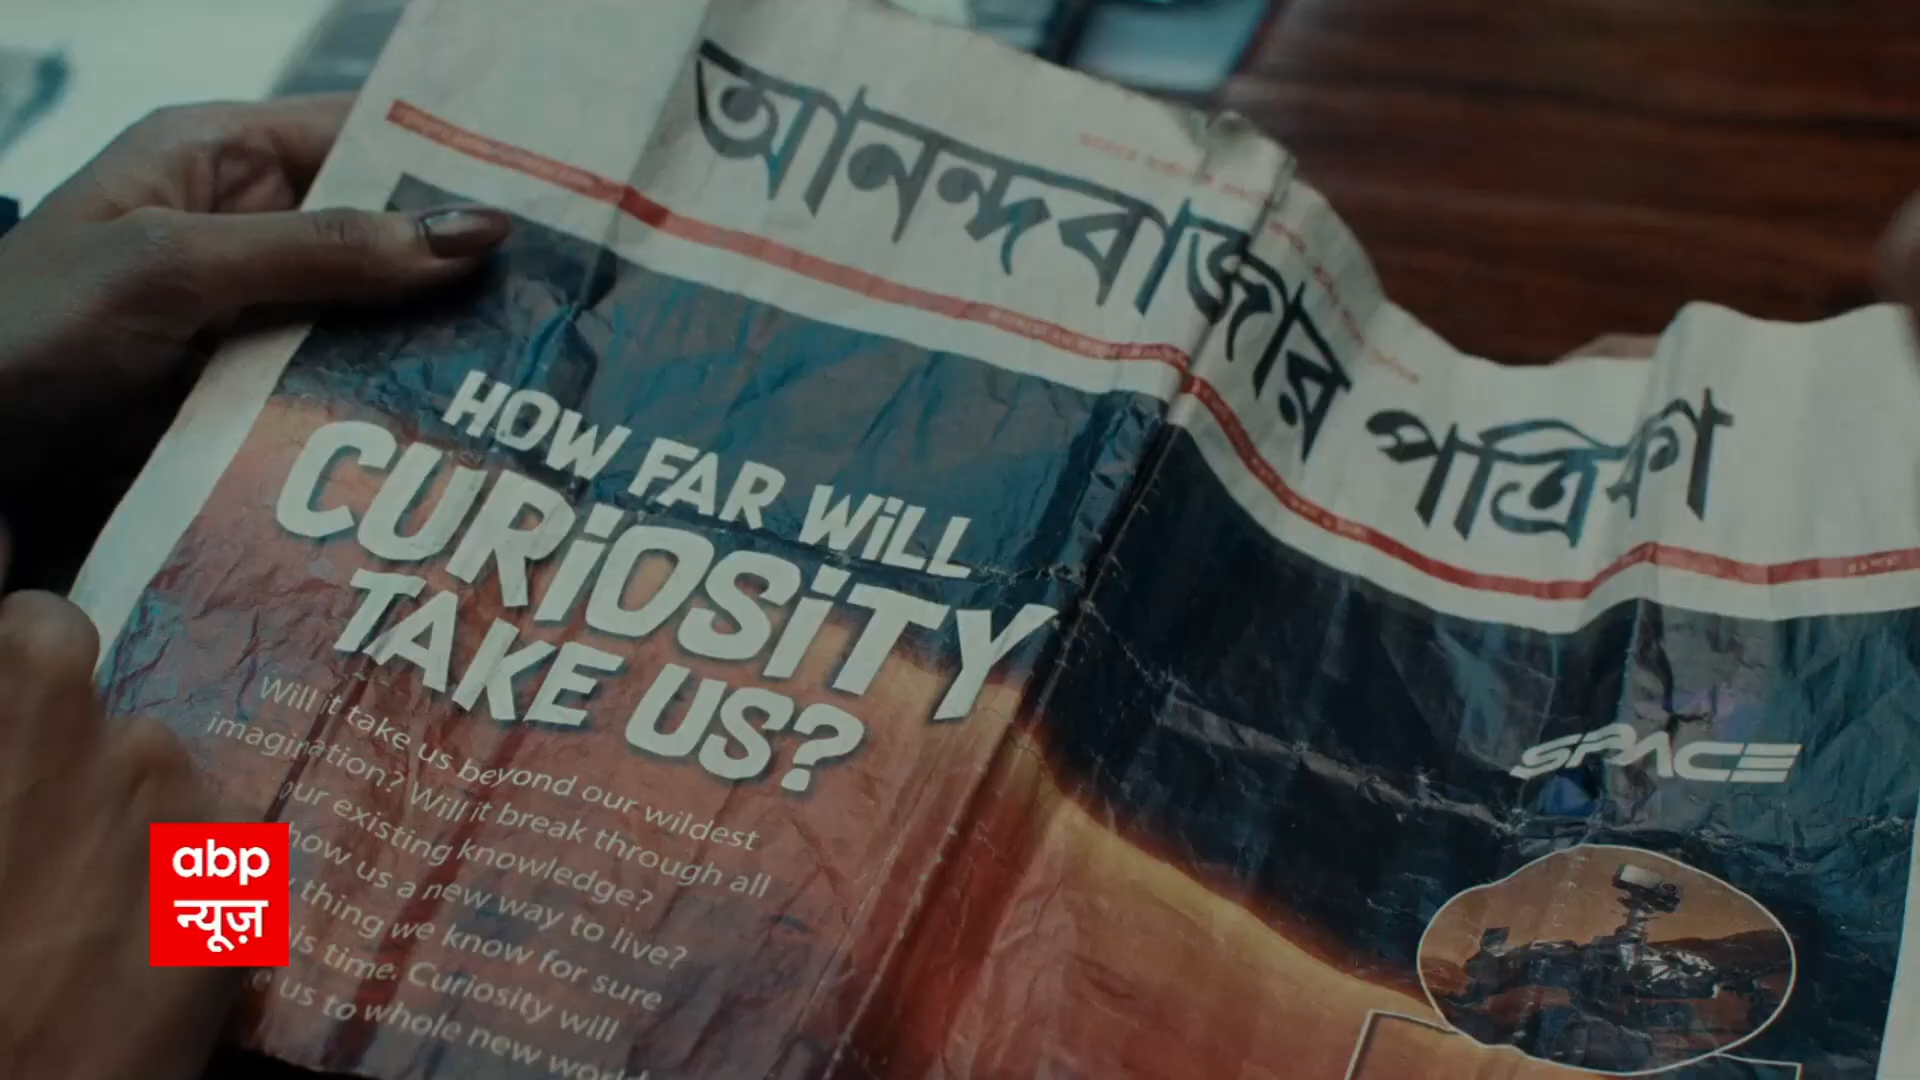 আনন্দবাজার পত্রিকা
HOW FAR WiLL
CURiOSiTY
TAKE US?
Will it take us beyond our wildest
imagination? Will it break through all
our existing knowledge?
how us a new way to live?
thing we know for sure
is time. Curiosity will
us to whole new
SPACE
abp
न्यूज़